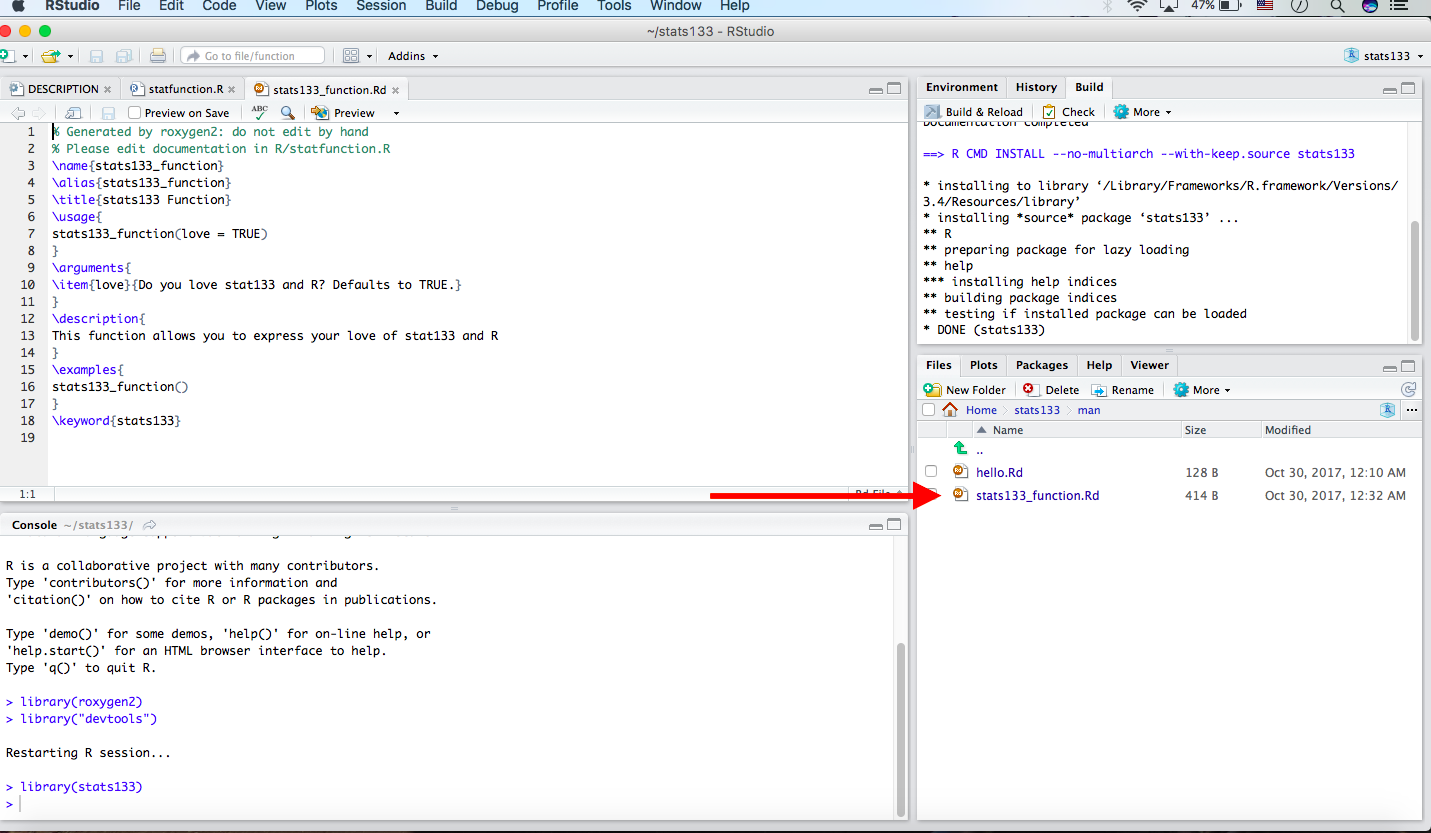 RStudio File Edit Code View Plots Session Build Debug Profile Tools Window Help 47%
~/stats133 - RStudio
Go to file/function Addins stats133
DESCRIPTION statfunction.R stats133_function.Rd
Preview on Save ABC Preview
1 % Generated by roxygen2: do not edit by hand
2 % Please edit documentation in R/statfunction.R
3 \name{stats133_function}
4 \alias{stats133_function}
5 \title{stats133 Function}
6 \usage{
7 stats133_function(love = TRUE)
8 }
9 \arguments{
10 \item{love}{Do you love stat133 and R? Defaults to TRUE.}
11 }
12 \description{
13 This function allows you to express your love of stat133 and R
14 }
15 \examples{
16 stats133_function()
17 }
18 \keyword{stats133}
19
1:1 Rd File
Console ~/stats133/
R is a collaborative project with many contributors.
Type 'contributors()' for more information and
'citation()' on how to cite R or R packages in publications.
Type 'demo()' for some demos, 'help()' for on-line help, or
'help.start()' for an HTML browser interface to help.
Type 'q()' to quit R.
> library(roxygen2)
> library("devtools")
Restarting R session...
> library(stats133)
>
Environment History Build
Build & Reload Check More
Documentation completed
==> R CMD INSTALL --no-multiarch --with-keep.source stats133
* installing to library ‘/Library/Frameworks/R.framework/Versions/
3.4/Resources/library’
* installing *source* package ‘stats133’ ...
** R
** preparing package for lazy loading
** help
*** installing help indices
** building package indices
** testing if installed package can be loaded
* DONE (stats133)
Files Plots Packages Help Viewer
New Folder Delete Rename More
Home stats133 man
Name Size Modified
..
hello.Rd 128 B Oct 30, 2017, 12:10 AM
stats133_function.Rd 414 B Oct 30, 2017, 12:32 AM